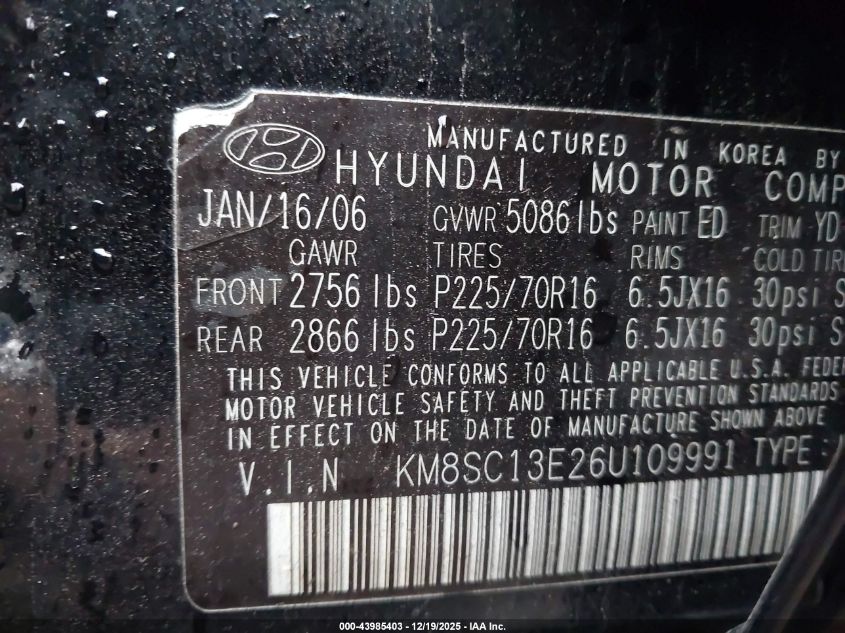 MANUFACTURED IN KOREA BY
HYUNDAI MOTOR COMP
JAN/16/06 GVWR 5086 lbs PAINT ED TRIM YD
GAWR TIRES RIMS COLD TIR
FRONT 2756 lbs P225/70R16 6.5JX16 30psi S
REAR 2866 lbs P225/70R16 6.5JX16 30psi S
THIS VEHICLE CONFORMS TO ALL APPLICABLE U.S.A. FEDE
MOTOR VEHICLE SAFETY AND THEFT PREVENTION STANDARDS
IN EFFECT ON THE DATE OF MANUFACTURE SHOWN ABOVE
V.I.N KM8SC13E26U109991 TYPE:
000-43985403 - 12/19/2025 - IAA Inc.